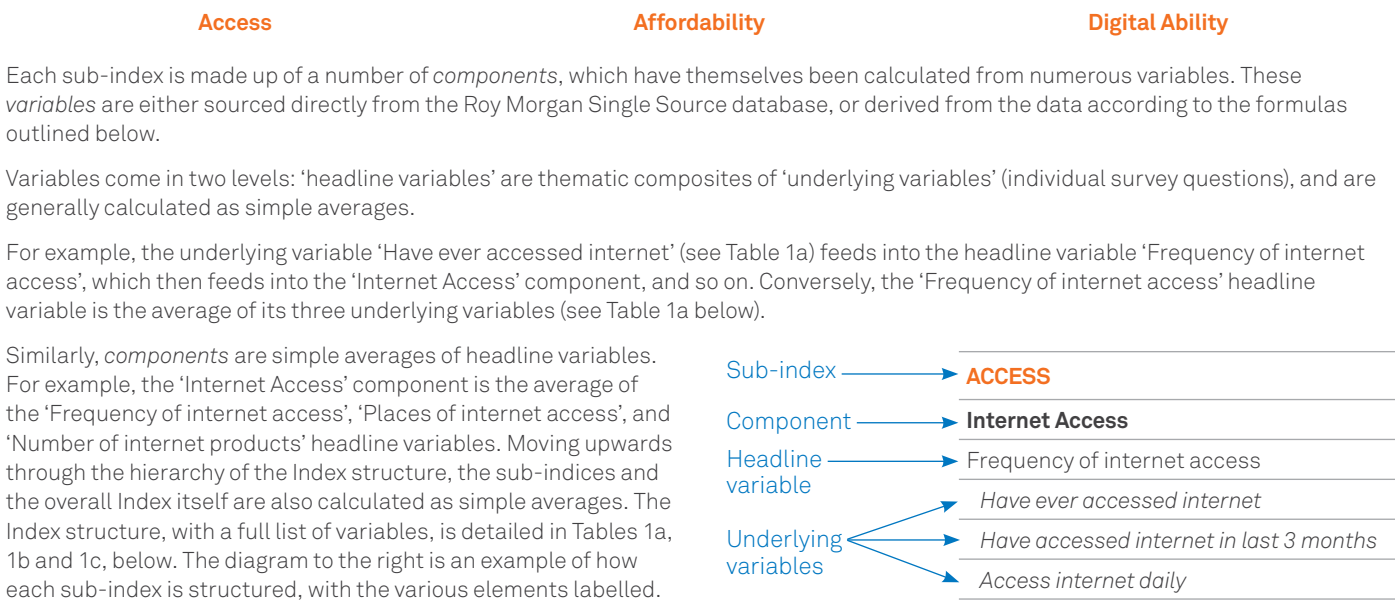 Access Affordability Digital Ability
Each sub-index is made up of a number of components, which have themselves been calculated from numerous variables. These
variables are either sourced directly from the Roy Morgan Single Source database, or derived from the data according to the formulas
outlined below.
Variables come in two levels: ‘headline variables’ are thematic composites of ‘underlying variables’ (individual survey questions), and are
generally calculated as simple averages.
For example, the underlying variable ‘Have ever accessed internet’ (see Table 1a) feeds into the headline variable ‘Frequency of internet
access’, which then feeds into the ‘Internet Access’ component, and so on. Conversely, the ‘Frequency of internet access’ headline
variable is the average of its three underlying variables (see Table 1a below).
Similarly, components are simple averages of headline variables.
For example, the ‘Internet Access’ component is the average of
the ‘Frequency of internet access’, ‘Places of internet access’, and
‘Number of internet products’ headline variables. Moving upwards
through the hierarchy of the Index structure, the sub-indices and
the overall Index itself are also calculated as simple averages. The
Index structure, with a full list of variables, is detailed in Tables 1a,
1b and 1c, below. The diagram to the right is an example of how
each sub-index is structured, with the various elements labelled.
Sub-index
ACCESS
Component
Internet Access
Headline
variable
Frequency of internet access
Underlying
variables
Have ever accessed internet
Have accessed internet in last 3 months
Access internet daily